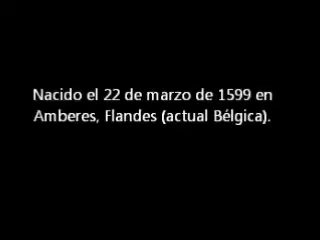 Nacido el 22 de marzo de 1599 en
Amberes, Flandes (actual Bélgica).